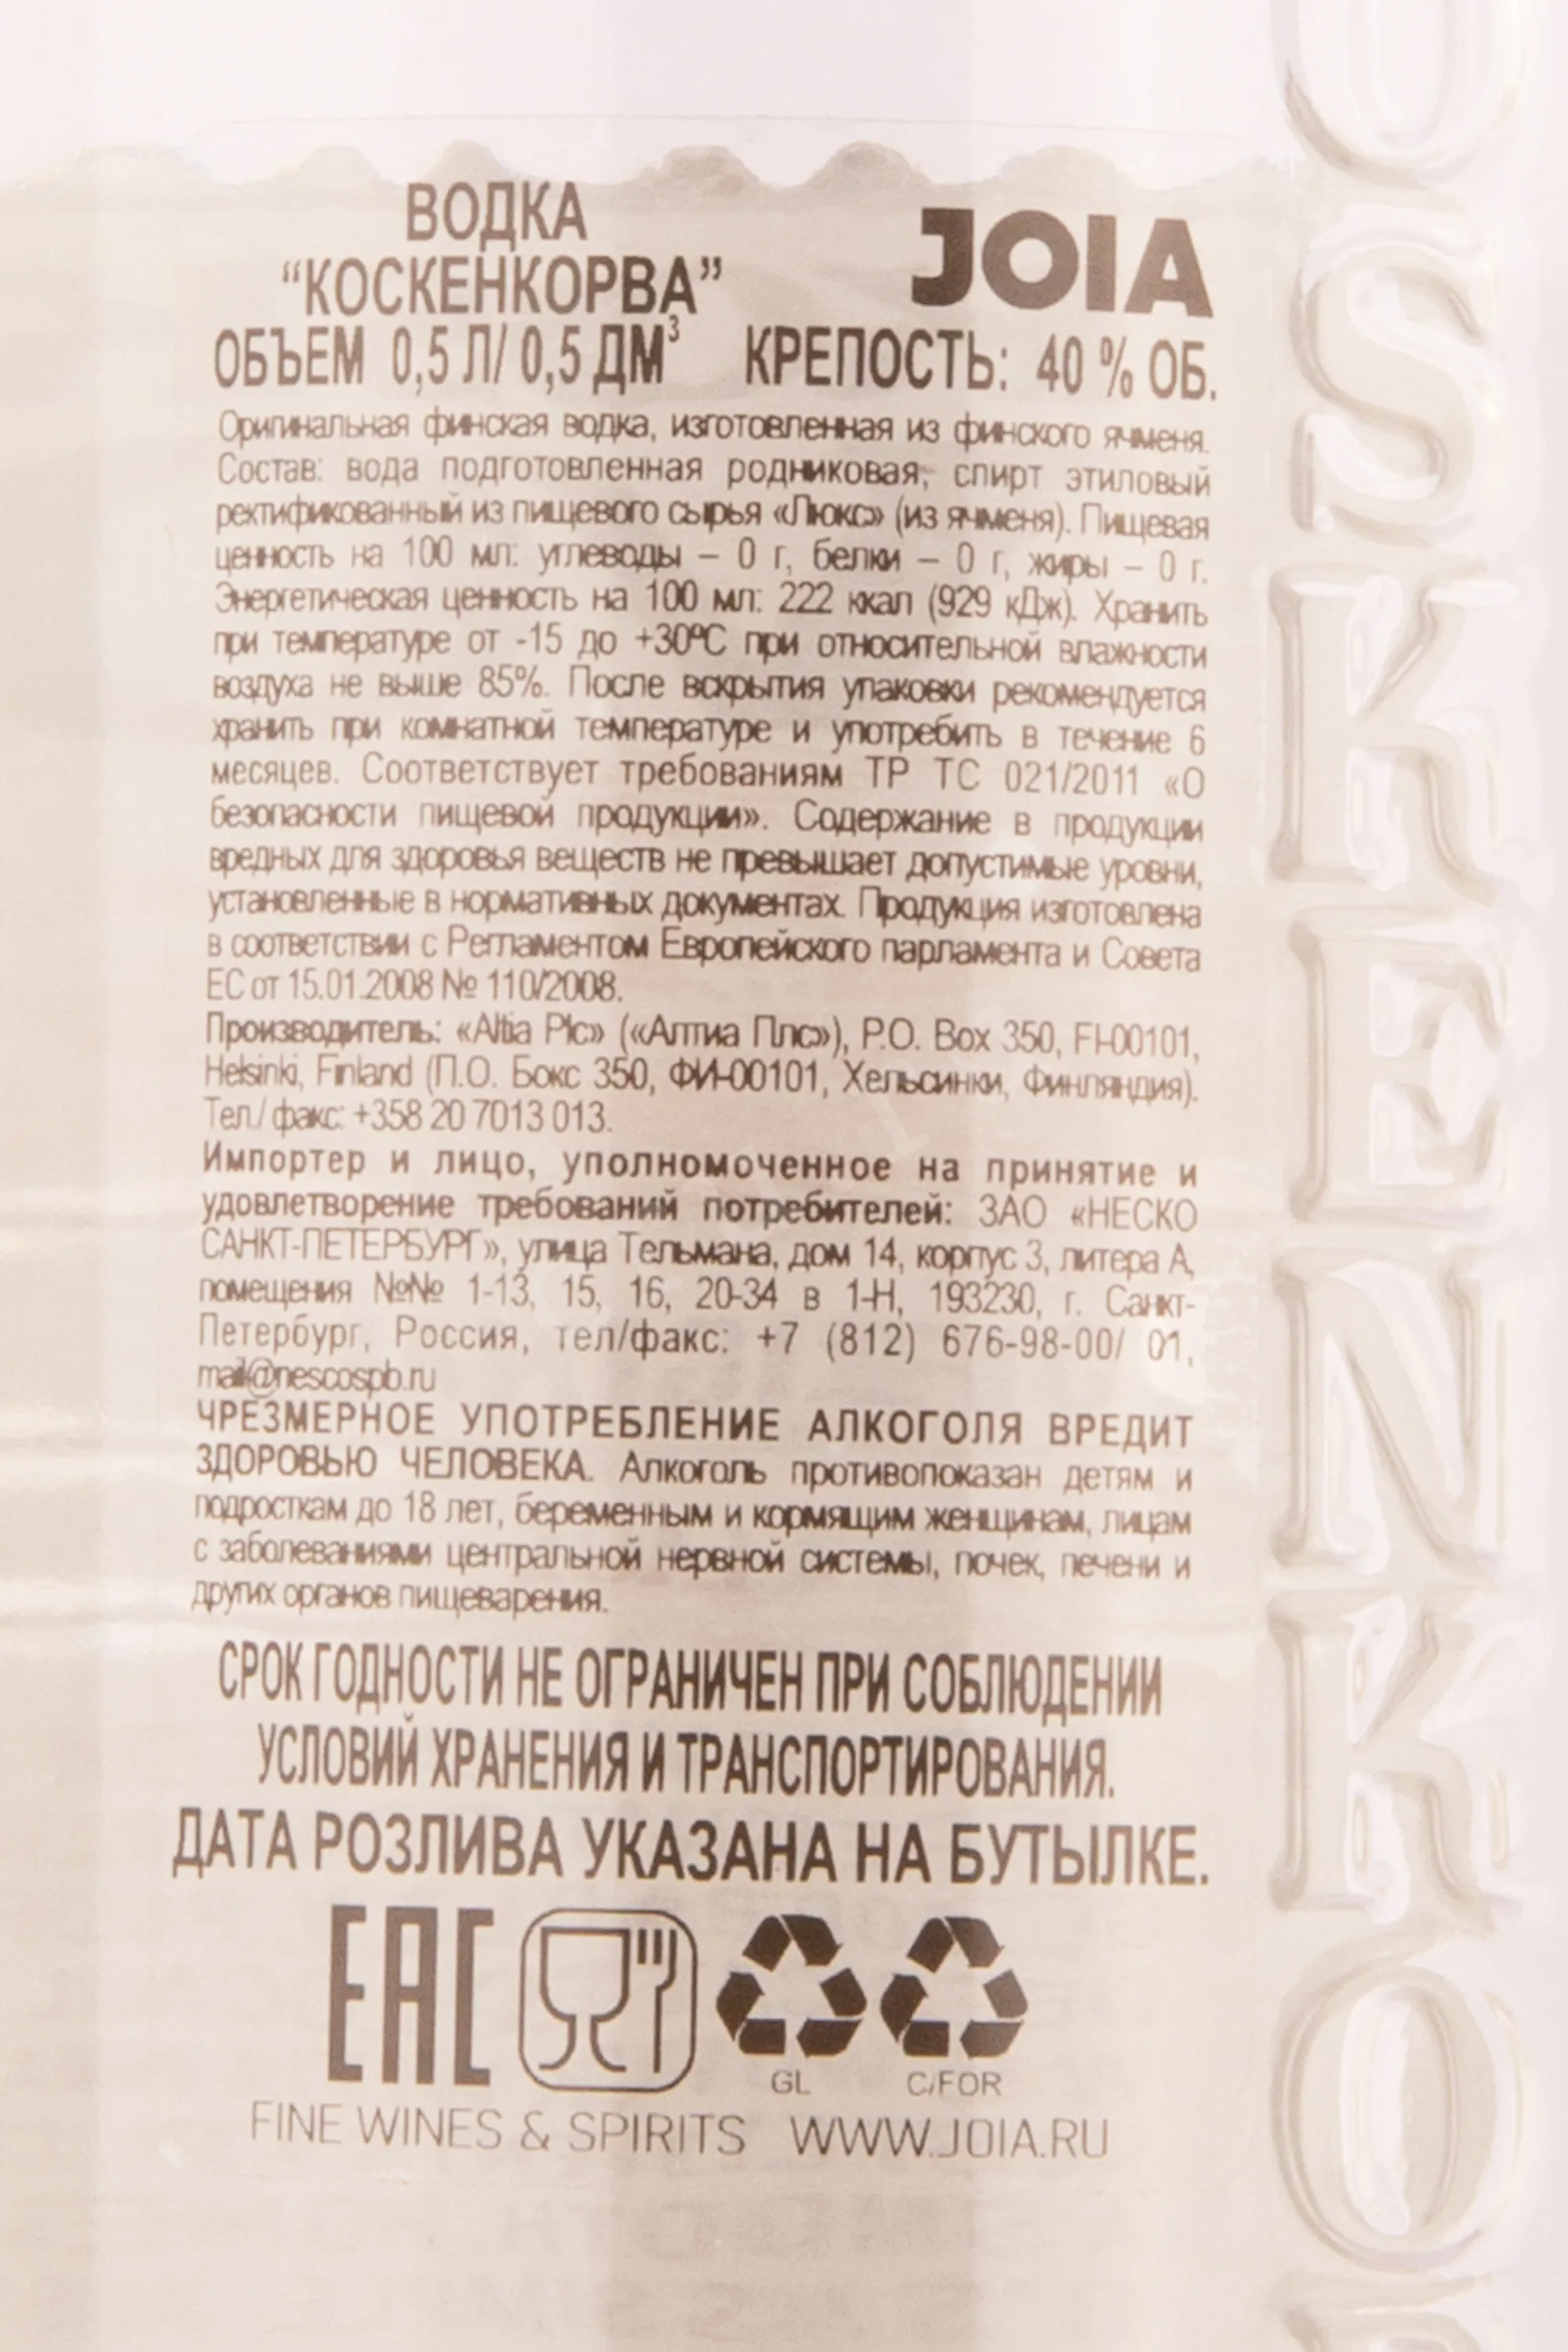 ВОДКА
“КОСКЕНКОРВА”
JOIA
ОБЪЕМ 0,5 Л/ 0,5 ДМ³ КРЕПОСТЬ: 40 % ОБ.
Оригинальная финская водка, изготовленная из финского ячменя.
Состав: вода подготовленная родниковая, спирт этиловый
ректификованный из пищевого сырья «Люкс» (из ячменя). Пищевая
ценность на 100 мл: углеводы – 0 г, белки – 0 г, жиры – 0 г.
Энергетическая ценность на 100 мл: 222 ккал (929 кДж). Хранить
при температуре от -15 до +30ºС при относительной влажности
воздуха не выше 85%. После вскрытия упаковки рекомендуется
хранить при комнатной температуре и употребить в течение 6
месяцев. Соответствует требованиям ТР ТС 021/2011 «О
безопасности пищевой продукции». Содержание в продукции
вредных для здоровья веществ не превышает допустимые уровни,
установленные в нормативных документах. Продукция изготовлена
в соответствии с Регламентом Европейского парламента и Совета
ЕС от 15.01.2008 № 110/2008.
Производитель: «Altia Plc» («Алтиа Плс»), P.O. Box 350, FI-00101,
Helsinki, Finland (П.О. Бокс 350, ФИ-00101, Хельсинки, Финляндия).
Тел./ факс: +358 20 7013 013.
Импортер и лицо, уполномоченное на принятие и
удовлетворение требований потребителей: ЗАО «НЕСКО
САНКТ-ПЕТЕРБУРГ», улица Тельмана, дом 14, корпус 3, литера А,
помещения №№ 1-13, 15, 16, 20-34 в 1-Н, 193230, г. Санкт-
Петербург, Россия, тел/факс: +7 (812) 676-98-00/ 01,
mail@nescospb.ru
ЧРЕЗМЕРНОЕ УПОТРЕБЛЕНИЕ АЛКОГОЛЯ ВРЕДИТ
ЗДОРОВЬЮ ЧЕЛОВЕКА. Алкоголь противопоказан детям и
подросткам до 18 лет, беременным и кормящим женщинам, лицам
с заболеваниями центральной нервной системы, почек, печени и
других органов пищеварения.
СРОК ГОДНОСТИ НЕ ОГРАНИЧЕН ПРИ СОБЛЮДЕНИИ
УСЛОВИЙ ХРАНЕНИЯ И ТРАНСПОРТИРОВАНИЯ.
ДАТА РОЗЛИВА УКАЗАНА НА БУТЫЛКЕ.
EAC
GL C/FOR
FINE WINES & SPIRITS WWW.JOIA.RU
OSKENKO